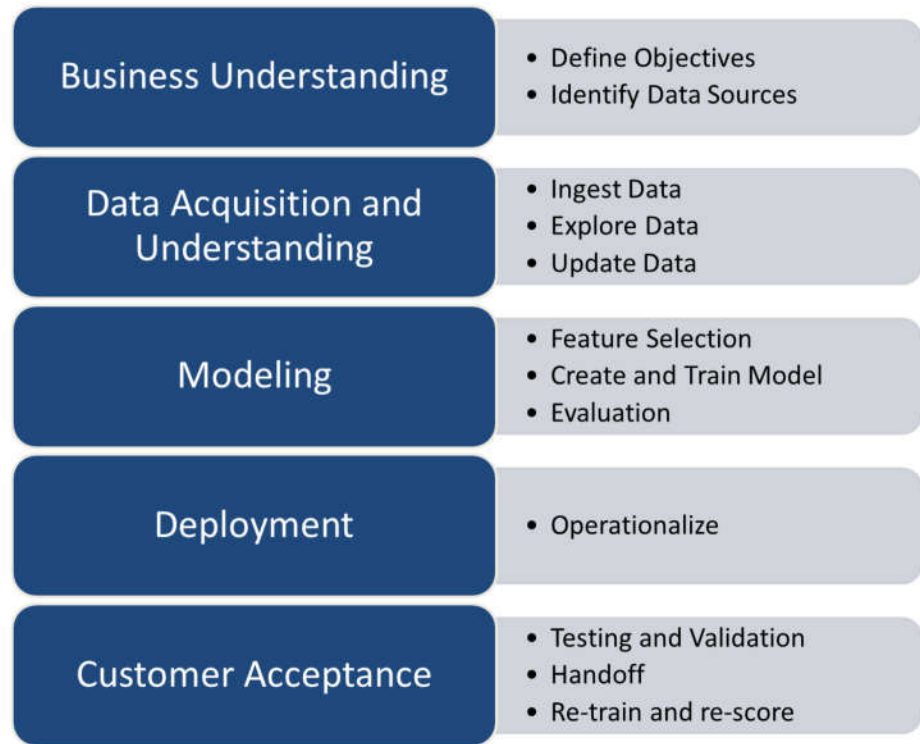 Business Understanding
• Define Objectives
• Identify Data Sources
Data Acquisition and
Understanding
• Ingest Data
• Explore Data
• Update Data
Modeling
• Feature Selection
• Create and Train Model
• Evaluation
Deployment
• Operationalize
Customer Acceptance
• Testing and Validation
• Handoff
• Re-train and re-score